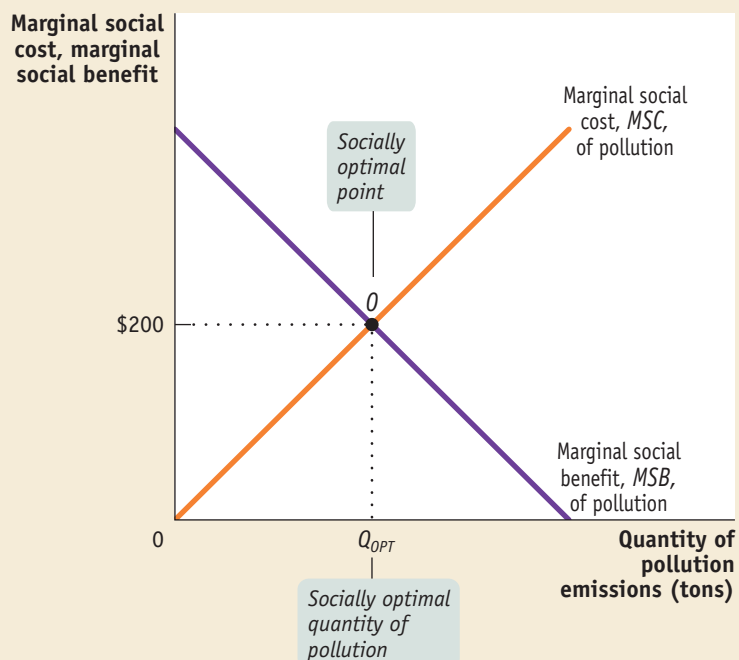 Marginal social
cost, marginal
social benefit
Marginal social
cost, MSC,
of pollution
Socially
optimal
point
O
$200
Marginal social
benefit, MSB,
of pollution
0
QOPT
Quantity of
pollution
emissions (tons)
Socially optimal
quantity of
pollution